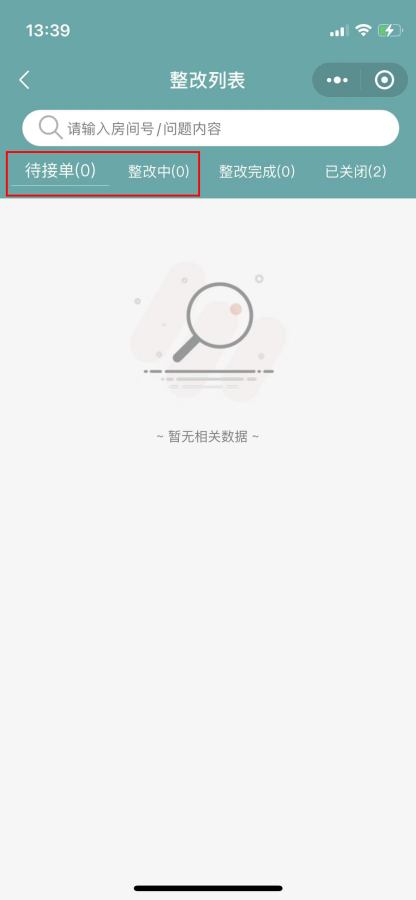 13:39
整改列表
请输入房间号/问题内容
待接单(0) 整改中(0) 整改完成(0) 已关闭(2)
~ 暂无相关数据 ~